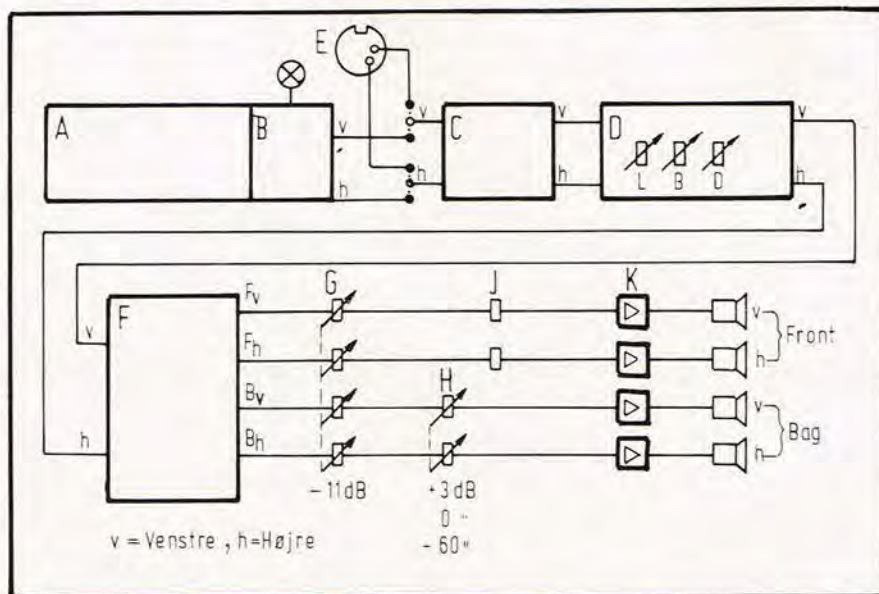 E
A B v C v D v
h h h
L B D
G J K
F Fv v
v Fh h Front
H
Bv v
h Bh h Bag
-11dB +3dB
0 "
-60 "
v = Venstre , h=Højre